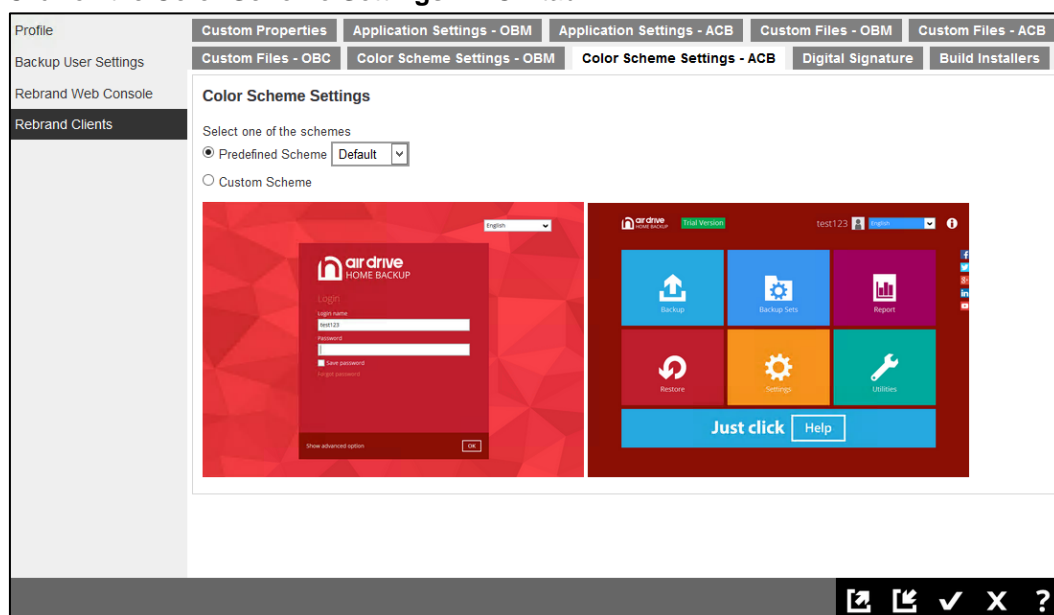 Profile
Backup User Settings
Rebrand Web Console
Rebrand Clients
Custom Properties Application Settings - OBM Application Settings - ACB Custom Files - OBM Custom Files - ACB
Custom Files - OBC Color Scheme Settings - OBM Color Scheme Settings - ACB Digital Signature Build Installers
Color Scheme Settings
Select one of the schemes
Predefined Scheme Default
Custom Scheme
English
air drive
HOME BACKUP
Login
Login name
test123
Password
Save password
Forgot password
Show advanced option OK
air drive
HOME BACKUP
Trial Version test123 English
Backup Backup Sets Report
Restore Settings Utilities
Just click Help